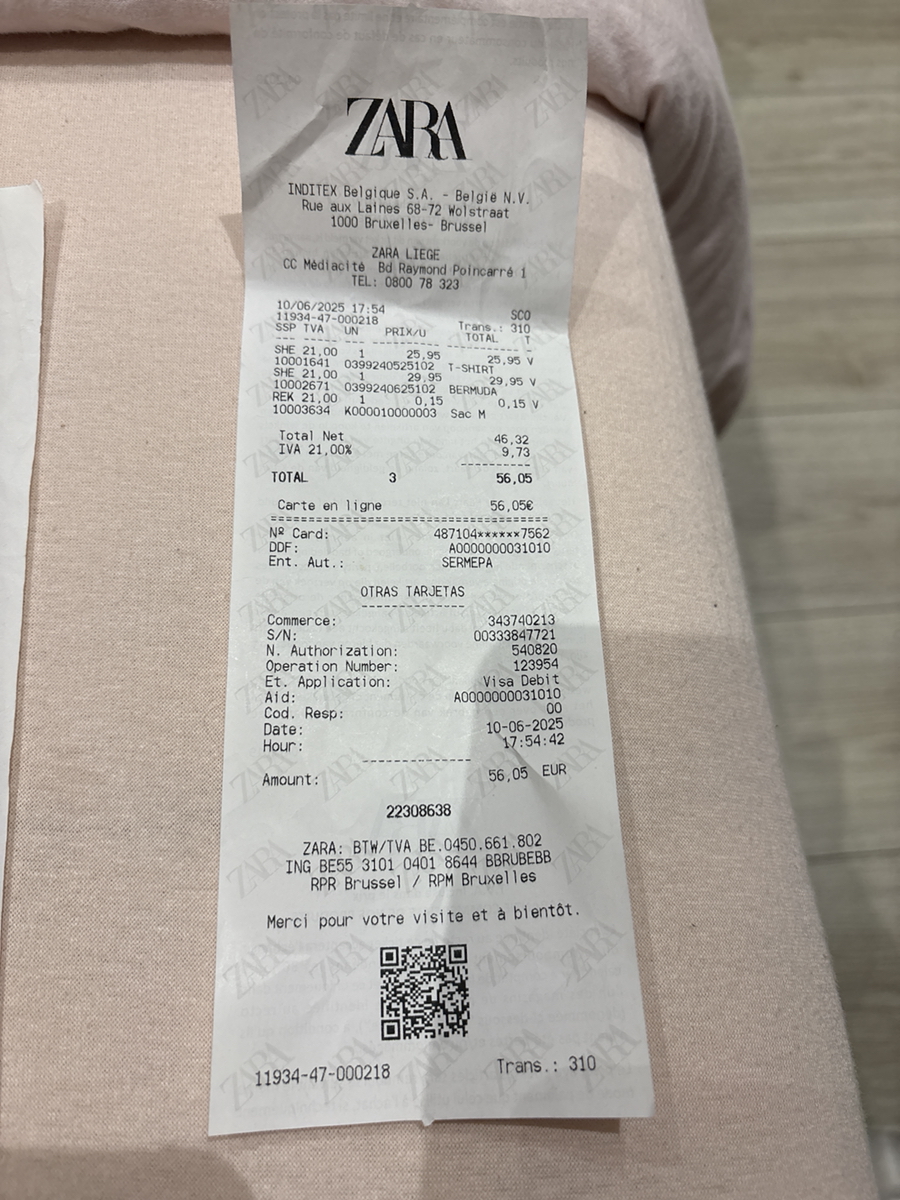 ZARA
INDITEX Belgique S.A. - België N.V.
Rue aux Laines 68-72 Wolstraat
1000 Bruxelles- Brussel
ZARA LIEGE
CC Médiacité Bd Raymond Poincarré 1
TEL: 0800 78 323
10/06/2025 17:54 SCO
11934-47-000218 Trans.: 310
SSP TVA UN PRIX/U TOTAL T
SHE 21,00 1 25,95 25,95 V
10001641 0399240525102 T-SHIRT
SHE 21,00 1 29,95 29,95 V
10002671 0399240625102 BERMUDA
REK 21,00 1 0,15 0,15 V
10003634 K000010000003 Sac M
Total Net 46,32
IVA 21,00% 9,73
TOTAL 3 56,05
Carte en ligne 56,05€
Nº Card: 487104******7562
DDF: A0000000031010
Ent. Aut.: SERMEPA
OTRAS TARJETAS
Commerce: 343740213
S/N: 00333847721
N. Authorization: 540820
Operation Number: 123954
Et. Application: Visa Debit
Aid: A0000000031010
Cod. Resp: 00
Date: 10-06-2025
Hour: 17:54:42
Amount: 56,05 EUR
22308638
ZARA: BTW/TVA BE.0450.661.802
ING BE55 3101 0401 8644 BBRUBEBB
RPR Brussel / RPM Bruxelles
Merci pour votre visite et à bientôt.
11934-47-000218 Trans.: 310